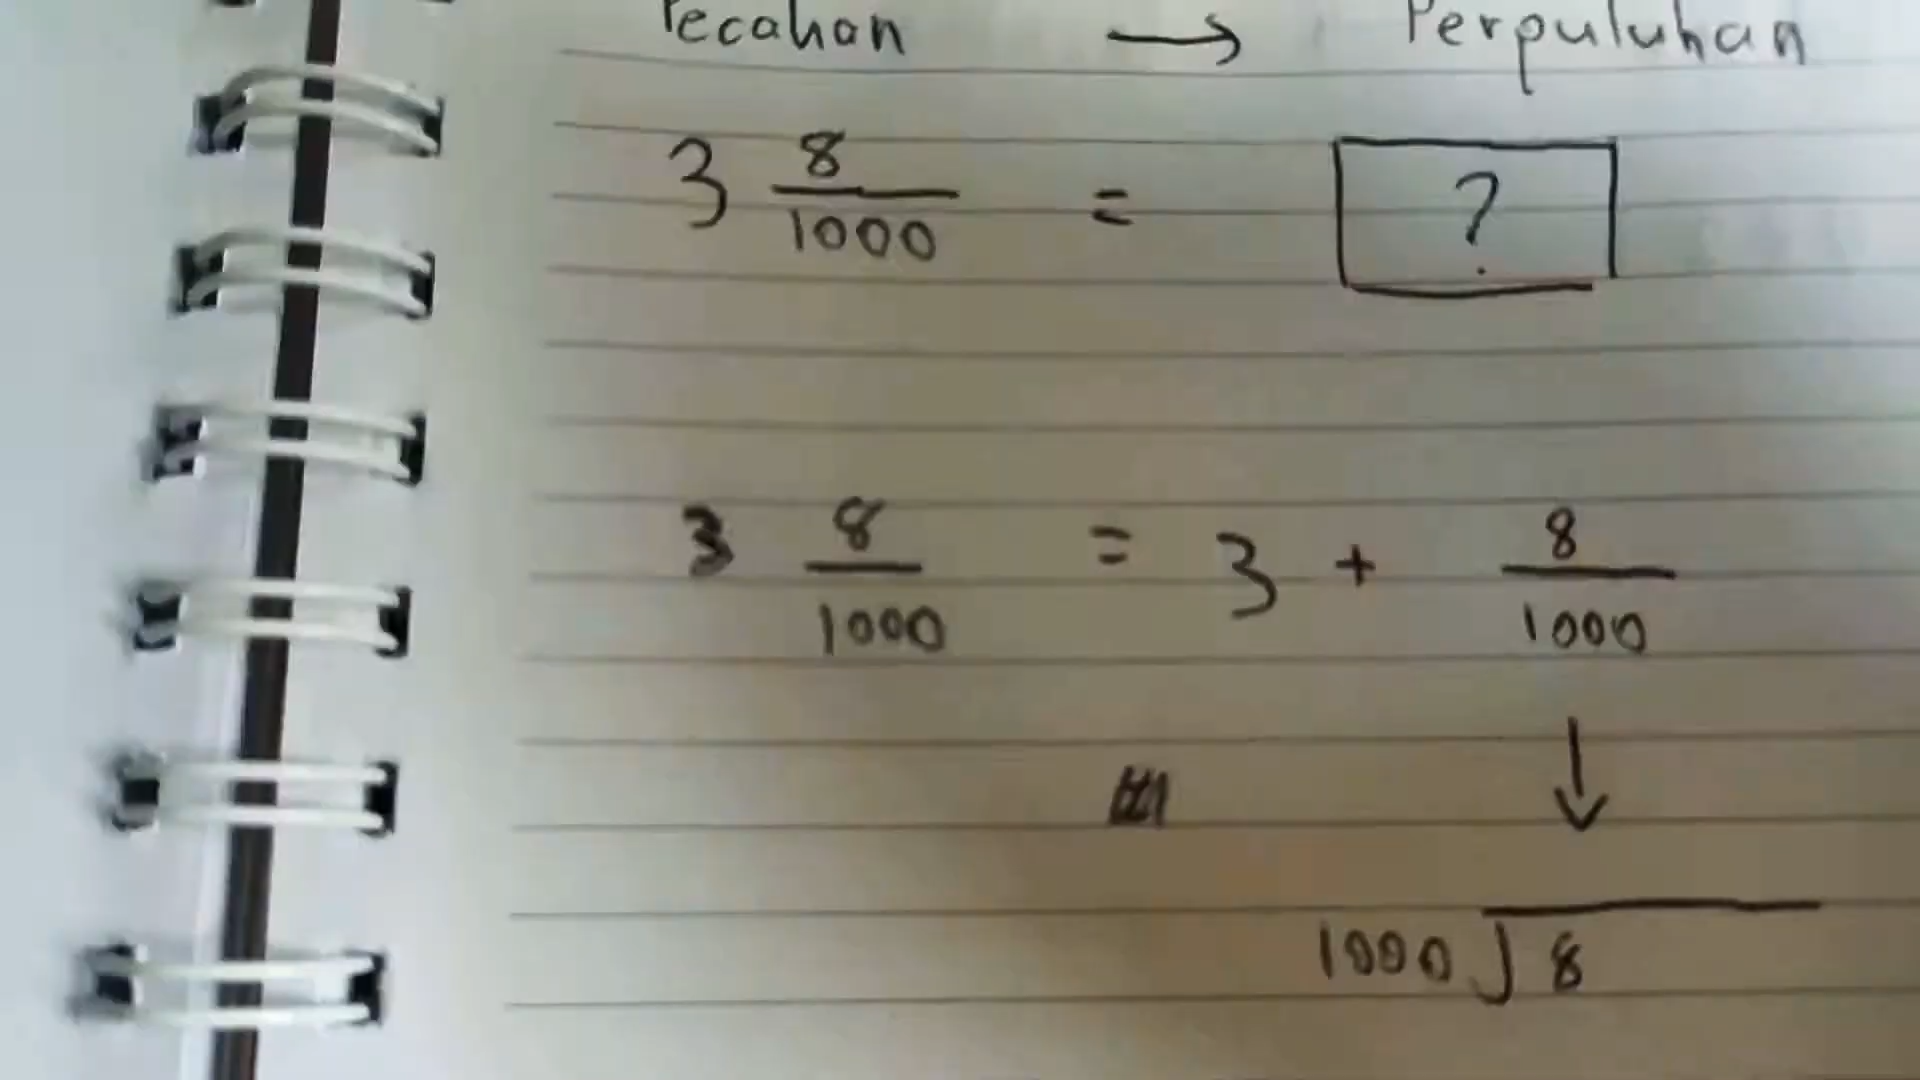 Pecahan → Perpuluhan
3 8/1000 = ?
3 8/1000 = 3 + 8/1000
↓
1000 ) 8